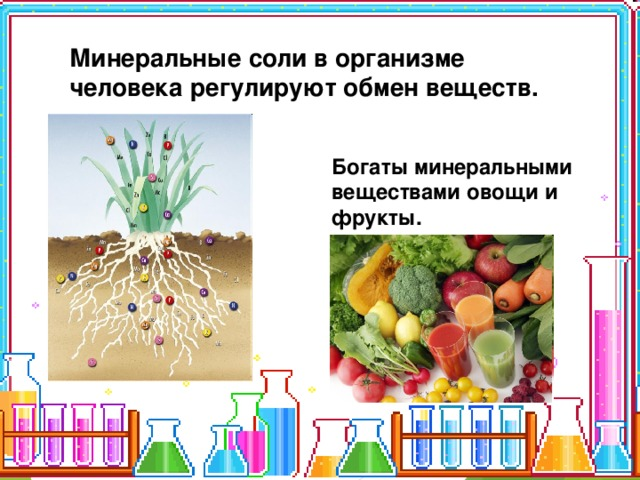 Минеральные соли в организме
человека регулируют обмен веществ.
Богаты минеральными
веществами овощи и
фрукты.